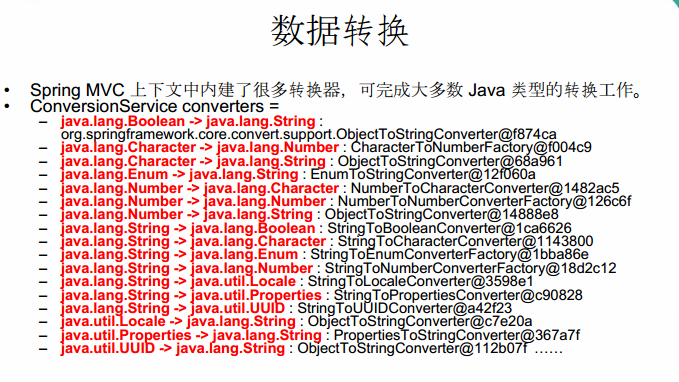 数据转换
• Spring MVC 上下文中内建了很多转换器，可完成大多数 Java 类型的转换工作。
• ConversionService converters =
– java.lang.Boolean -> java.lang.String :
org.springframework.core.convert.support.ObjectToStringConverter@f874ca
– java.lang.Character -> java.lang.Number : CharacterToNumberFactory@f004c9
– java.lang.Character -> java.lang.String : ObjectToStringConverter@68a961
– java.lang.Enum -> java.lang.String : EnumToStringConverter@12f060a
– java.lang.Number -> java.lang.Character : NumberToCharacterConverter@1482ac5
– java.lang.Number -> java.lang.Number : NumberToNumberConverterFactory@126c6f
– java.lang.Number -> java.lang.String : ObjectToStringConverter@14888e8
– java.lang.String -> java.lang.Boolean : StringToBooleanConverter@1ca6626
– java.lang.String -> java.lang.Character : StringToCharacterConverter@1143800
– java.lang.String -> java.lang.Enum : StringToEnumConverterFactory@1bba86e
– java.lang.String -> java.lang.Number : StringToNumberConverterFactory@18d2c12
– java.lang.String -> java.util.Locale : StringToLocaleConverter@3598e1
– java.lang.String -> java.util.Properties : StringToPropertiesConverter@c90828
– java.lang.String -> java.util.UUID : StringToUUIDConverter@a42f23
– java.util.Locale -> java.lang.String : ObjectToStringConverter@c7e20a
– java.util.Properties -> java.lang.String : PropertiesToStringConverter@367a7f
– java.util.UUID -> java.lang.String : ObjectToStringConverter@112b07f ……